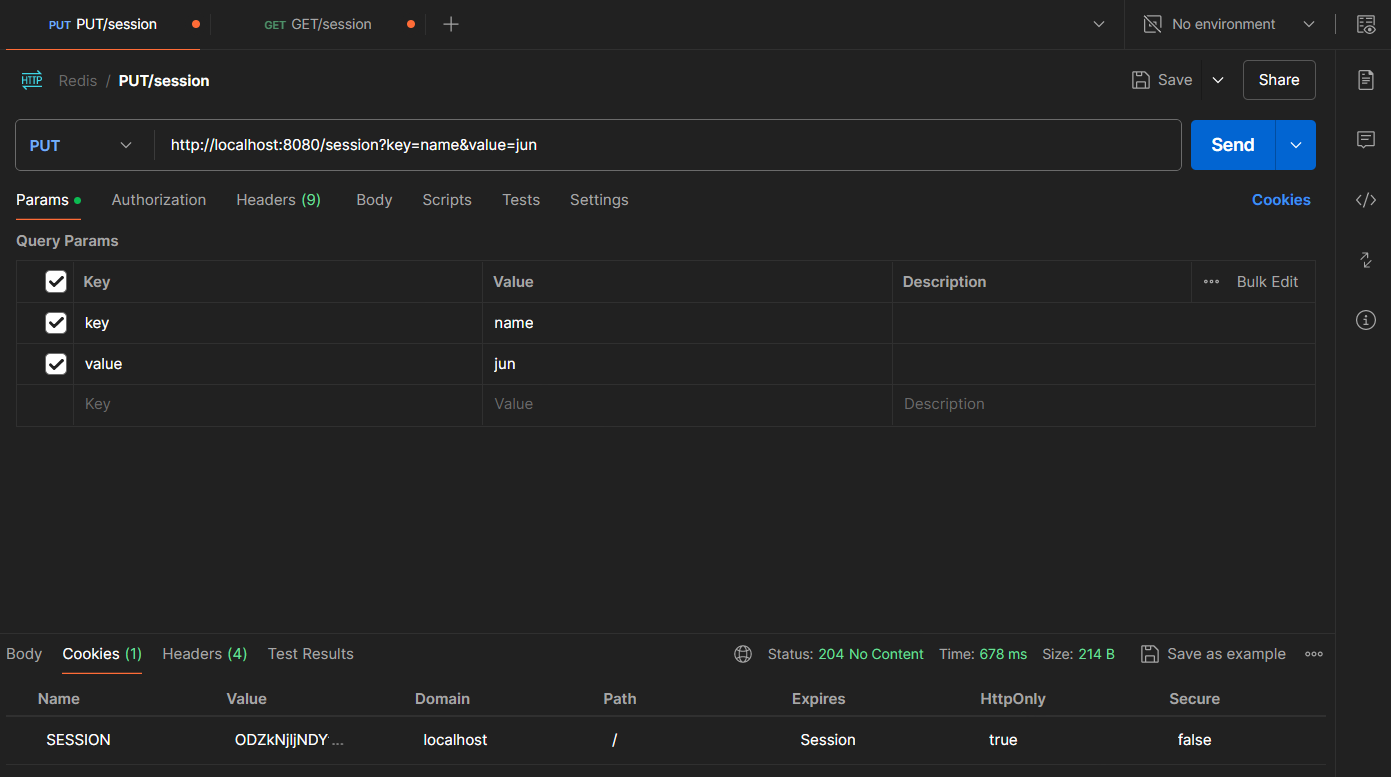 PUT PUT/session GET GET/session No environment
HTTP Redis / PUT/session Save Share
PUT http://localhost:8080/session?key=name&value=jun Send
Params Authorization Headers (9) Body Scripts Tests Settings Cookies
Query Params
Key Value Description Bulk Edit
key name
value jun
Key Value Description
Body Cookies (1) Headers (4) Test Results Status: 204 No Content Time: 678 ms Size: 214 B Save as example
Name Value Domain Path Expires HttpOnly Secure
SESSION ODZkNjljNDY... localhost / Session true false